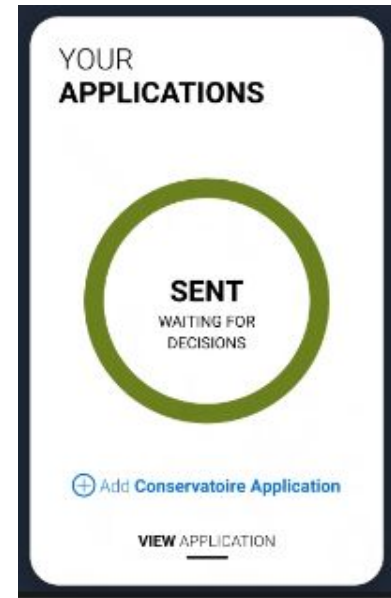 YOUR
APPLICATIONS
SENT
WAITING FOR
DECISIONS
Add Conservatoire Application
VIEW APPLICATION